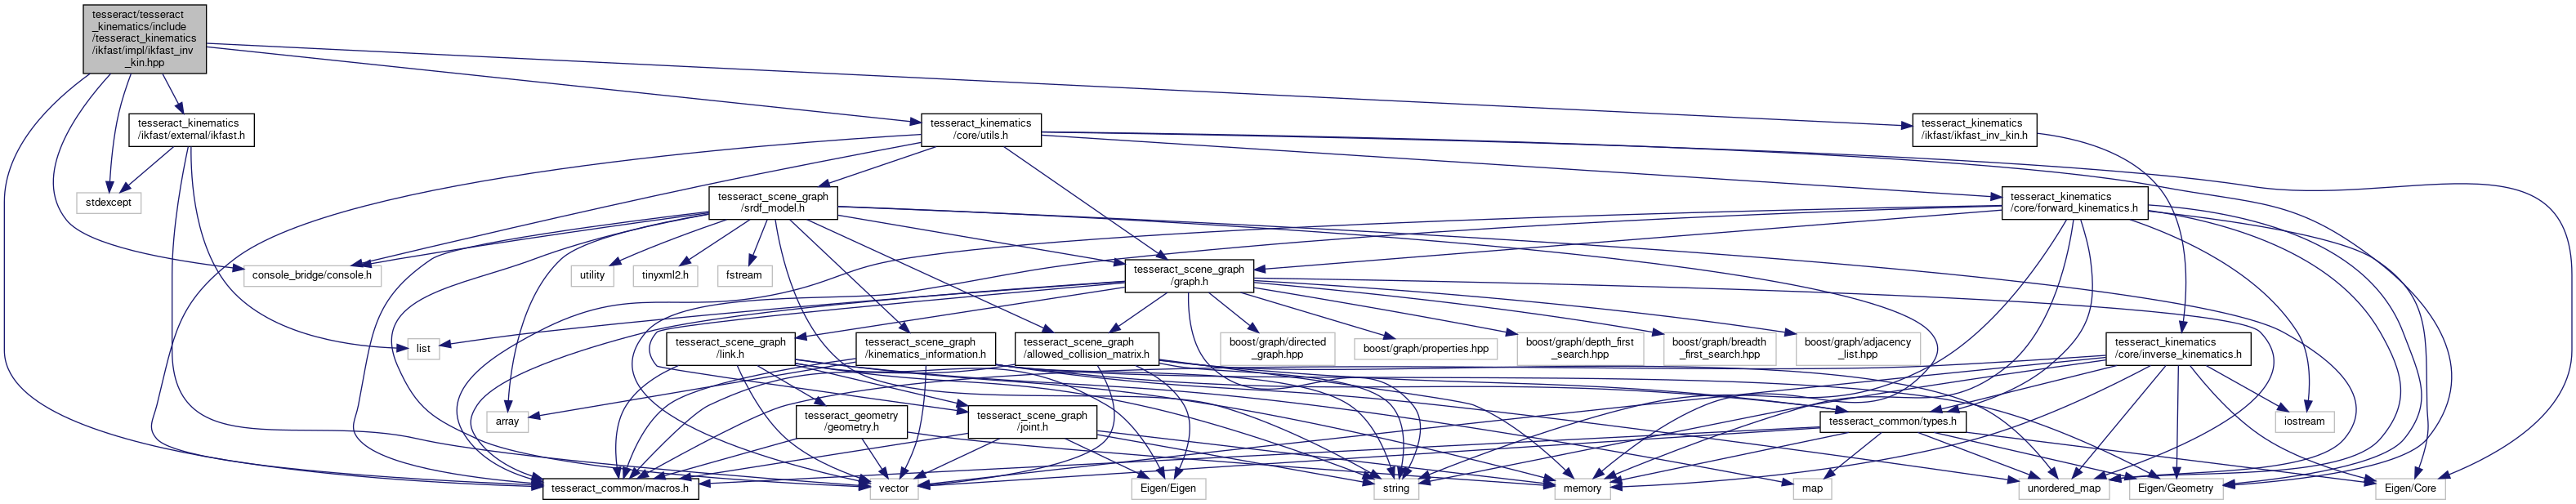 tesseract/tesseract
_kinematics/include
/tesseract_kinematics
/ikfast/impl/ikfast_inv
_kin.hpp
tesseract_kinematics
/ikfast/external/ikfast.h
tesseract_kinematics
/core/utils.h
tesseract_kinematics
/ikfast/ikfast_inv_kin.h
stdexcept
tesseract_scene_graph
/srdf_model.h
tesseract_kinematics
/core/forward_kinematics.h
console_bridge/console.h
utility
tinyxml2.h
fstream
tesseract_scene_graph
/graph.h
list
tesseract_scene_graph
/link.h
tesseract_scene_graph
/kinematics_information.h
tesseract_scene_graph
/allowed_collision_matrix.h
boost/graph/directed
_graph.hpp
boost/graph/properties.hpp
boost/graph/depth_first
_search.hpp
boost/graph/breadth
_first_search.hpp
boost/graph/adjacency
_list.hpp
tesseract_kinematics
/core/inverse_kinematics.h
array
tesseract_geometry
/geometry.h
tesseract_scene_graph
/joint.h
tesseract_common/types.h
iostream
tesseract_common/macros.h
vector
Eigen/Eigen
string
memory
map
unordered_map
Eigen/Geometry
Eigen/Core